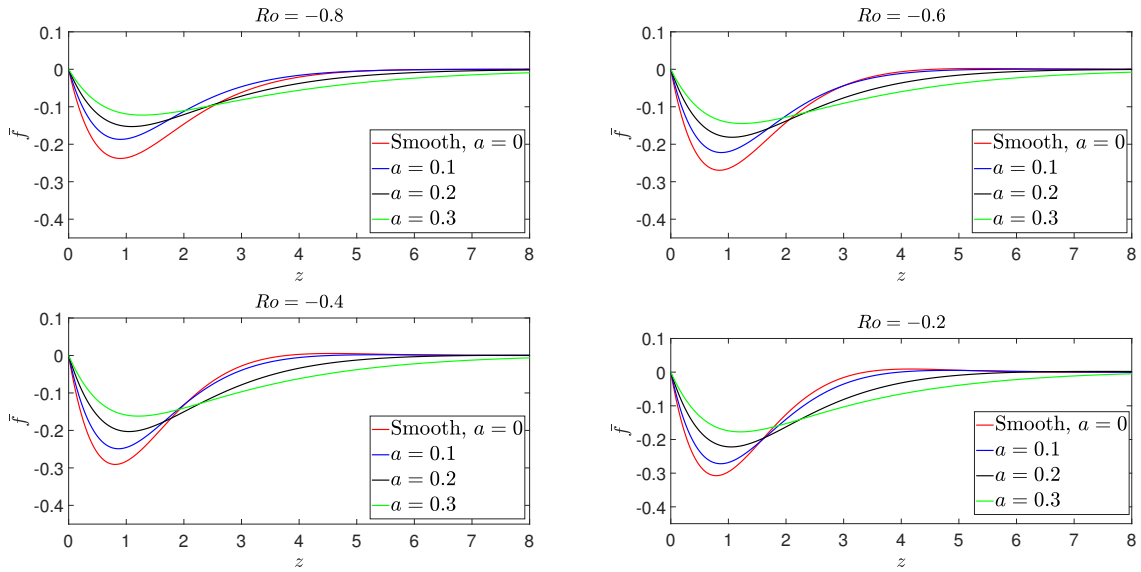 Ro = −0.8
0.1
0
-0.1
-0.2
-0.3
-0.4
f̄
0 1 2 3 4 5 6 7 8
z
Smooth, a = 0
a = 0.1
a = 0.2
a = 0.3
Ro = −0.6
0.1
0
-0.1
-0.2
-0.3
-0.4
f̄
0 1 2 3 4 5 6 7 8
z
Smooth, a = 0
a = 0.1
a = 0.2
a = 0.3
Ro = −0.4
0.1
0
-0.1
-0.2
-0.3
-0.4
f̄
0 1 2 3 4 5 6 7 8
z
Smooth, a = 0
a = 0.1
a = 0.2
a = 0.3
Ro = −0.2
0.1
0
-0.1
-0.2
-0.3
-0.4
f̄
0 1 2 3 4 5 6 7 8
z
Smooth, a = 0
a = 0.1
a = 0.2
a = 0.3